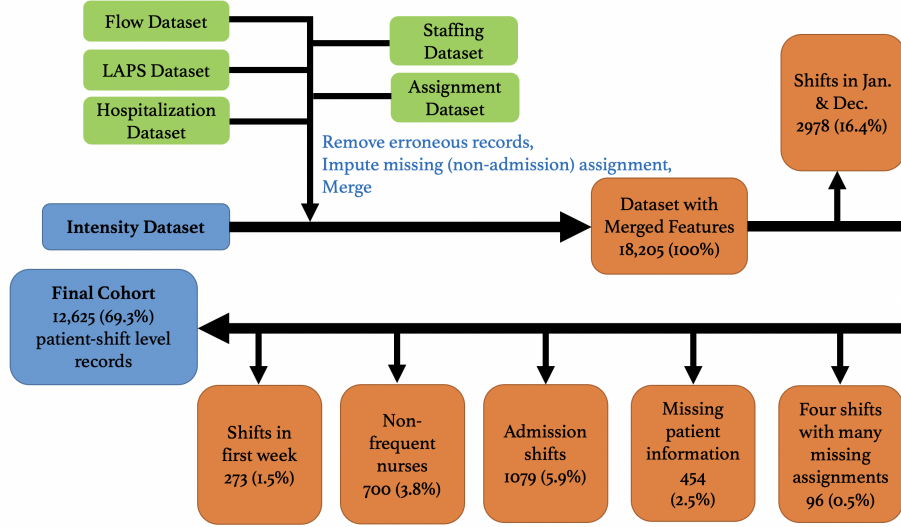 Flow Dataset
LAPS Dataset
Hospitalization
Dataset
Staffing
Dataset
Assignment
Dataset
Remove erroneous records,
Impute missing (non-admission) assignment,
Merge
Intensity Dataset
Dataset with
Merged Features
18,205 (100%)
Shifts in Jan.
& Dec.
2978 (16.4%)
Final Cohort
12,625 (69.3%)
patient-shift level
records
Shifts in
first week
273 (1.5%)
Non-
frequent
nurses
700 (3.8%)
Admission
shifts
1079 (5.9%)
Missing
patient
information
454
(2.5%)
Four shifts
with many
missing
assignments
96 (0.5%)